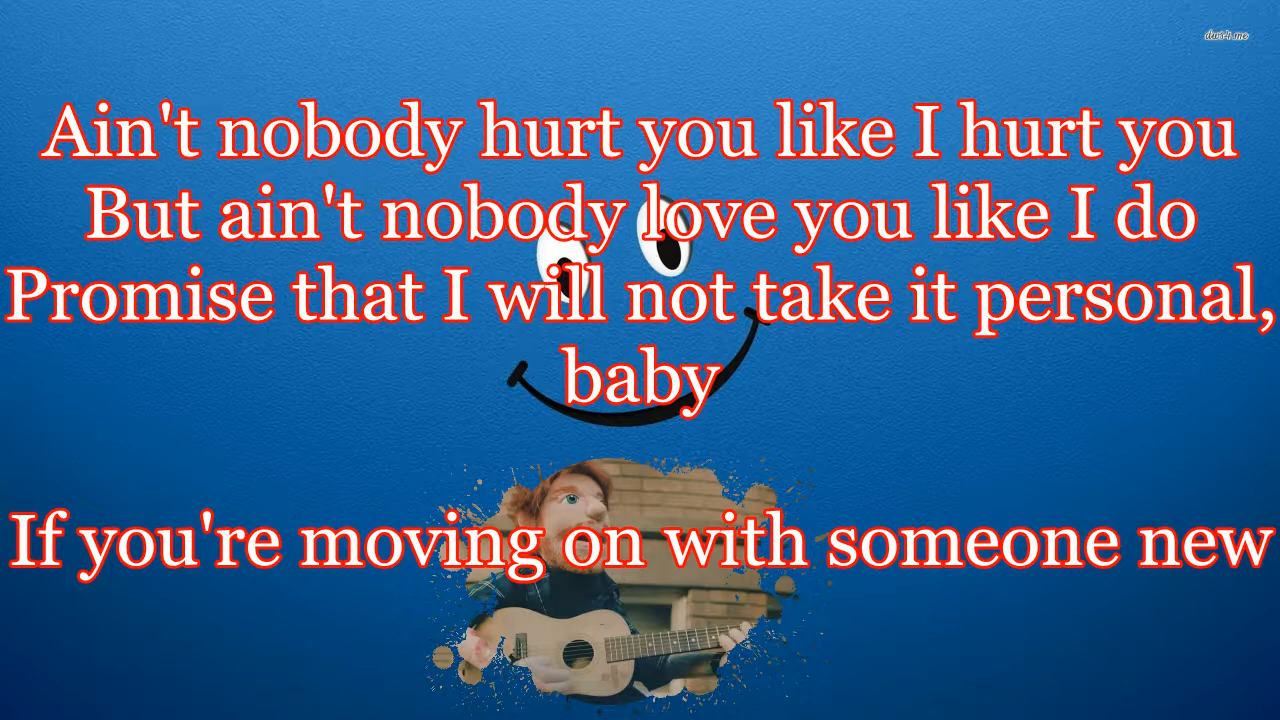 Ain't nobody hurt you like I hurt you
But ain't nobody love you like I do
Promise that I will not take it personal,
baby
If you're moving on with someone new